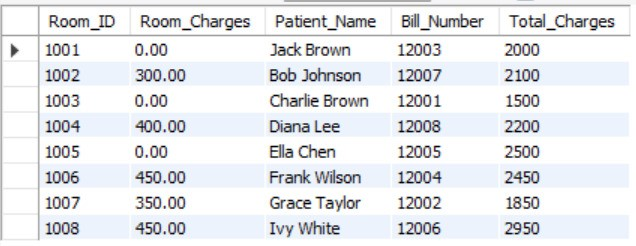 Room_ID Room_Charges Patient_Name Bill_Number Total_Charges
1001 0.00 Jack Brown 12003 2000
1002 300.00 Bob Johnson 12007 2100
1003 0.00 Charlie Brown 12001 1500
1004 400.00 Diana Lee 12008 2200
1005 0.00 Ella Chen 12005 2500
1006 450.00 Frank Wilson 12004 2450
1007 350.00 Grace Taylor 12002 1850
1008 450.00 Ivy White 12006 2950